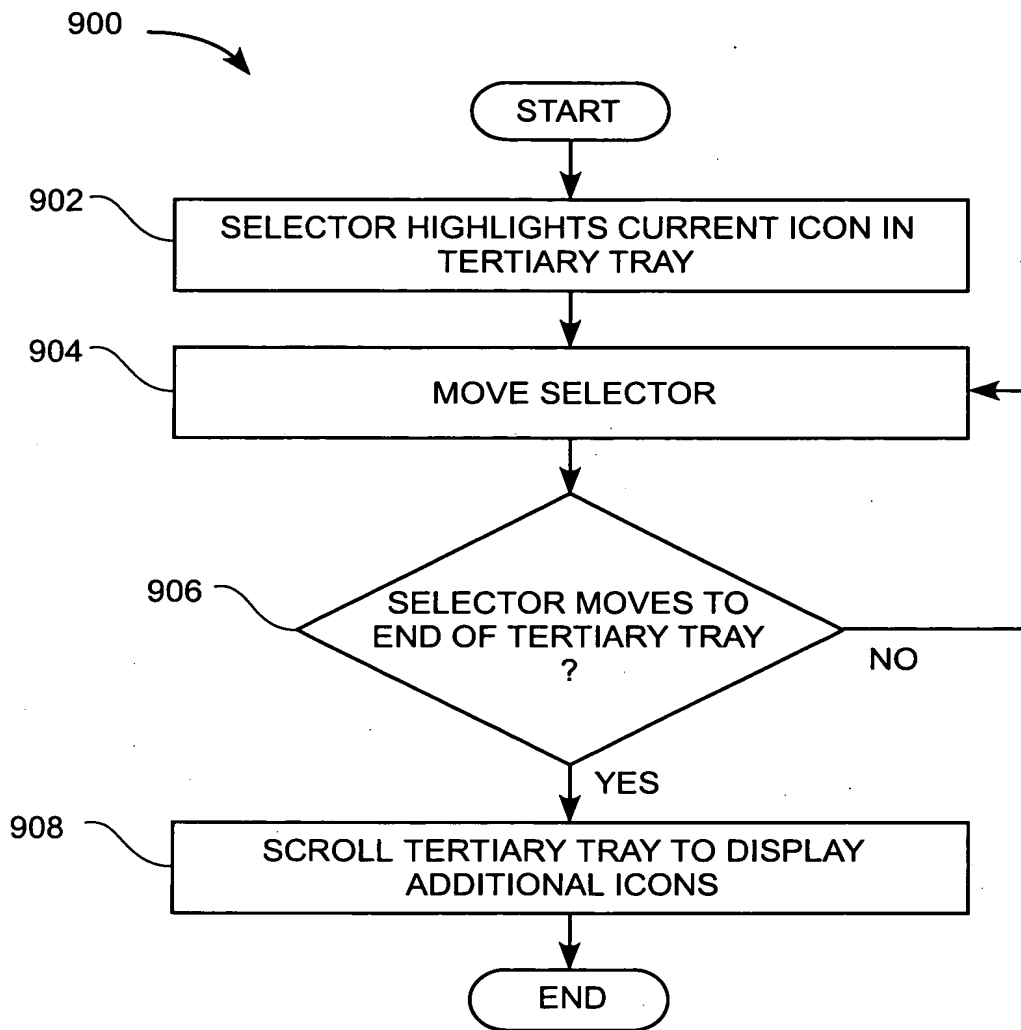 900
START
902
SELECTOR HIGHLIGHTS CURRENT ICON IN
TERTIARY TRAY
904
MOVE SELECTOR
906
SELECTOR MOVES TO
END OF TERTIARY TRAY
?
NO
YES
908
SCROLL TERTIARY TRAY TO DISPLAY
ADDITIONAL ICONS
END